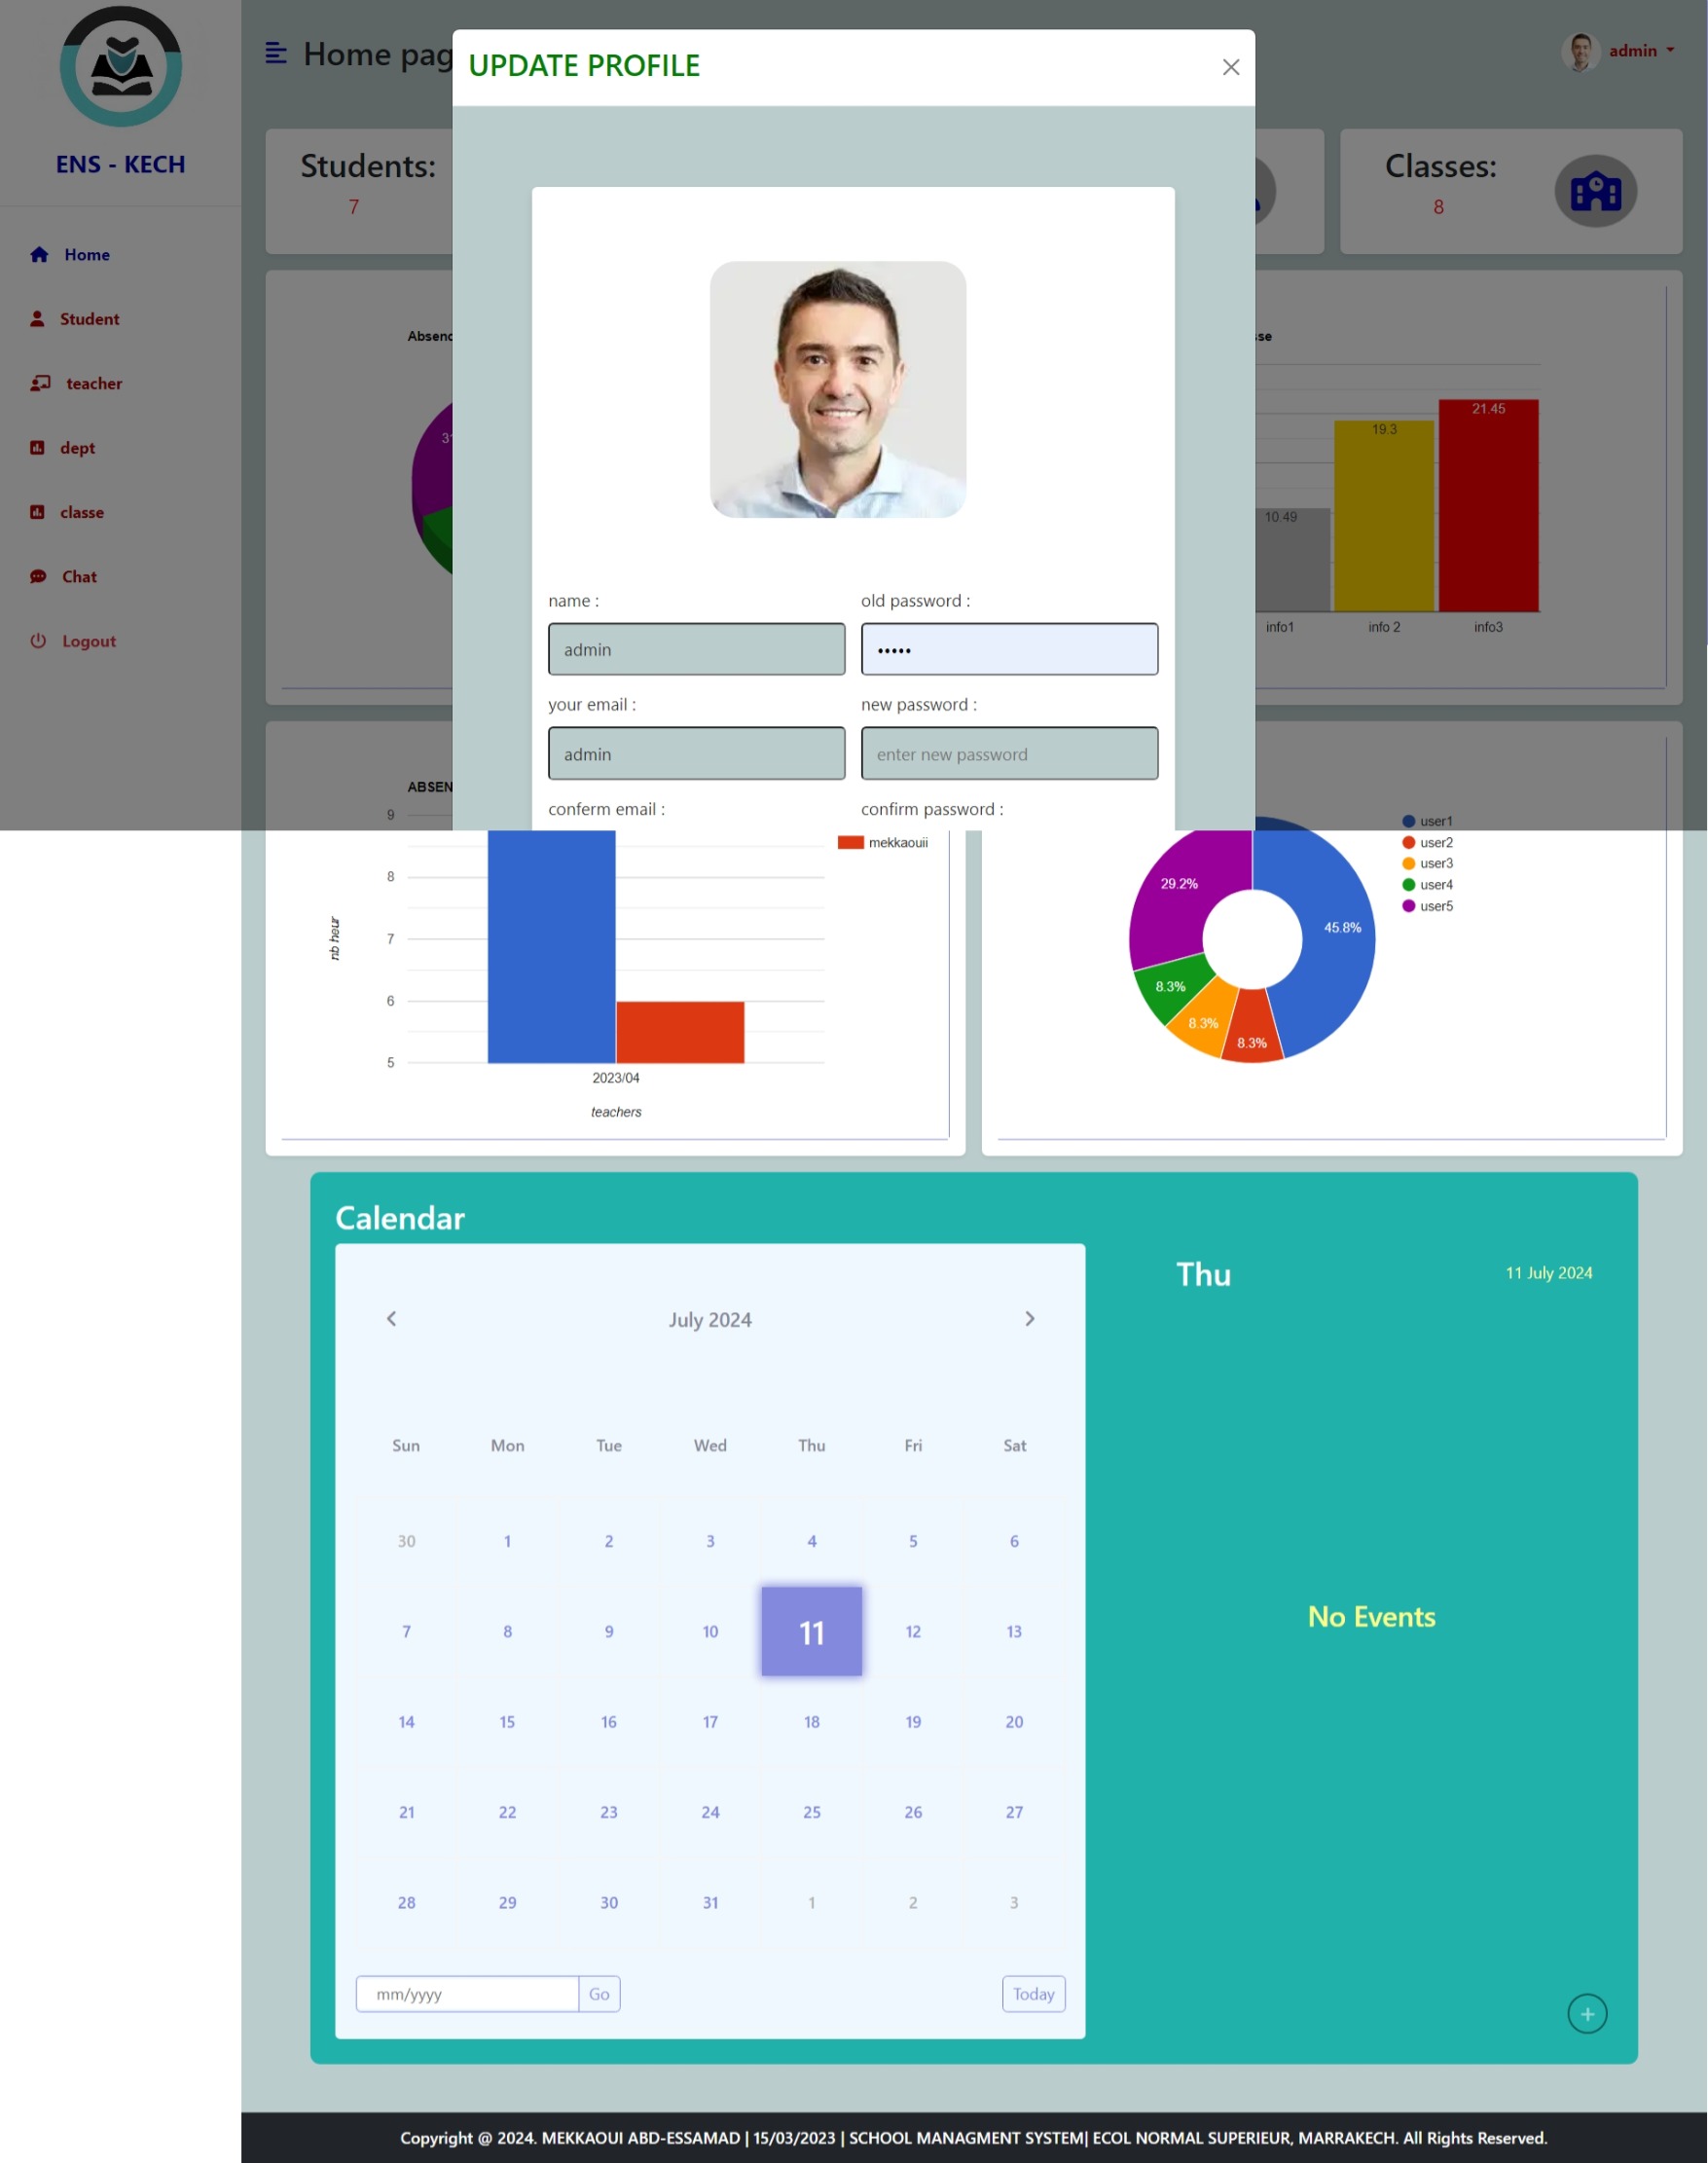 ENS - KECH
Home
Student
teacher
dept
classe
Chat
Logout
Home pag
admin
UPDATE PROFILE
Students:
7
Classes:
8
name :
old password :
admin
•••••
your email :
new password :
admin
enter new password
conferm email :
confirm password :
Absenc
se
10.49
19.3
21.45
info1
info 2
info3
ABSEN
9
8
7
6
5
nb heur
mekkaouii
2023/04
teachers
29.2%
45.8%
8.3%
8.3%
8.3%
user1
user2
user3
user4
user5
Calendar
July 2024
Sun Mon Tue Wed Thu Fri Sat
30 1 2 3 4 5 6
7 8 9 10 11 12 13
14 15 16 17 18 19 20
21 22 23 24 25 26 27
28 29 30 31 1 2 3
mm/yyyy
Go
Today
Thu
11 July 2024
No Events
+
Copyright @ 2024. MEKKAOUI ABD-ESSAMAD | 15/03/2023 | SCHOOL MANAGMENT SYSTEM| ECOL NORMAL SUPERIEUR, MARRAKECH. All Rights Reserved.